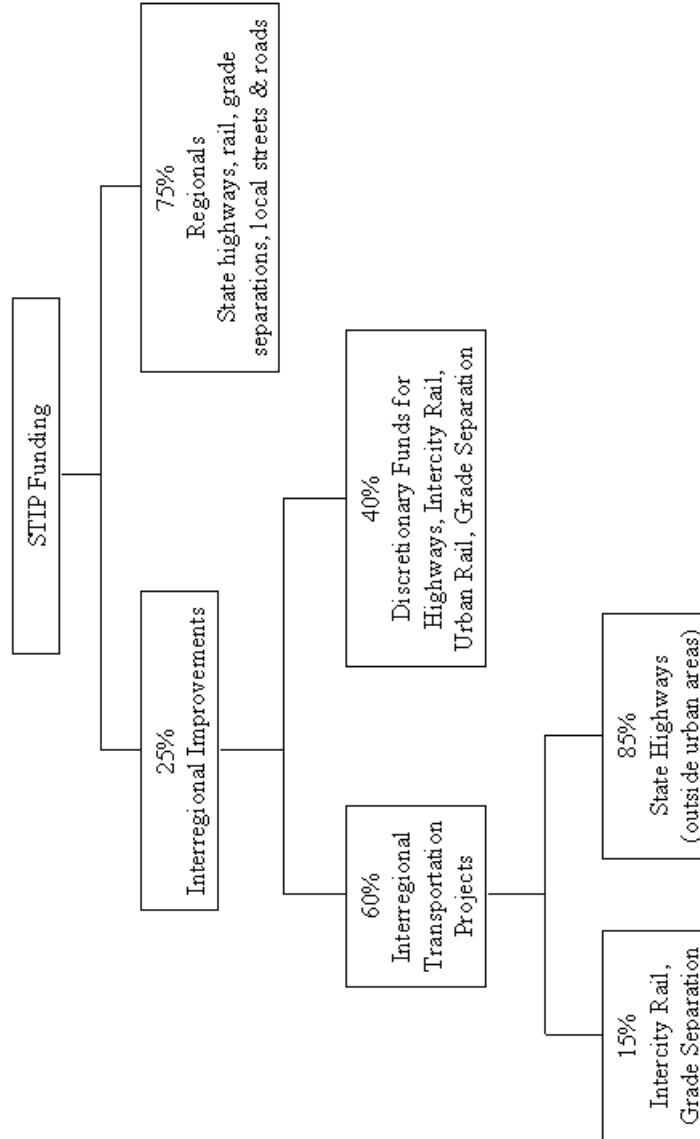 STIP Funding
25%
Interregional Improvements
75%
Regionals
State highways, rail, grade
separations, local streets & roads
60%
Interregional
Transportation
Projects
40%
Discretionary Funds for
Highways, Intercity Rail,
Urban Rail, Grade Separation
15%
Intercity Rail,
Grade Separation
85%
State Highways
(outside urban areas)